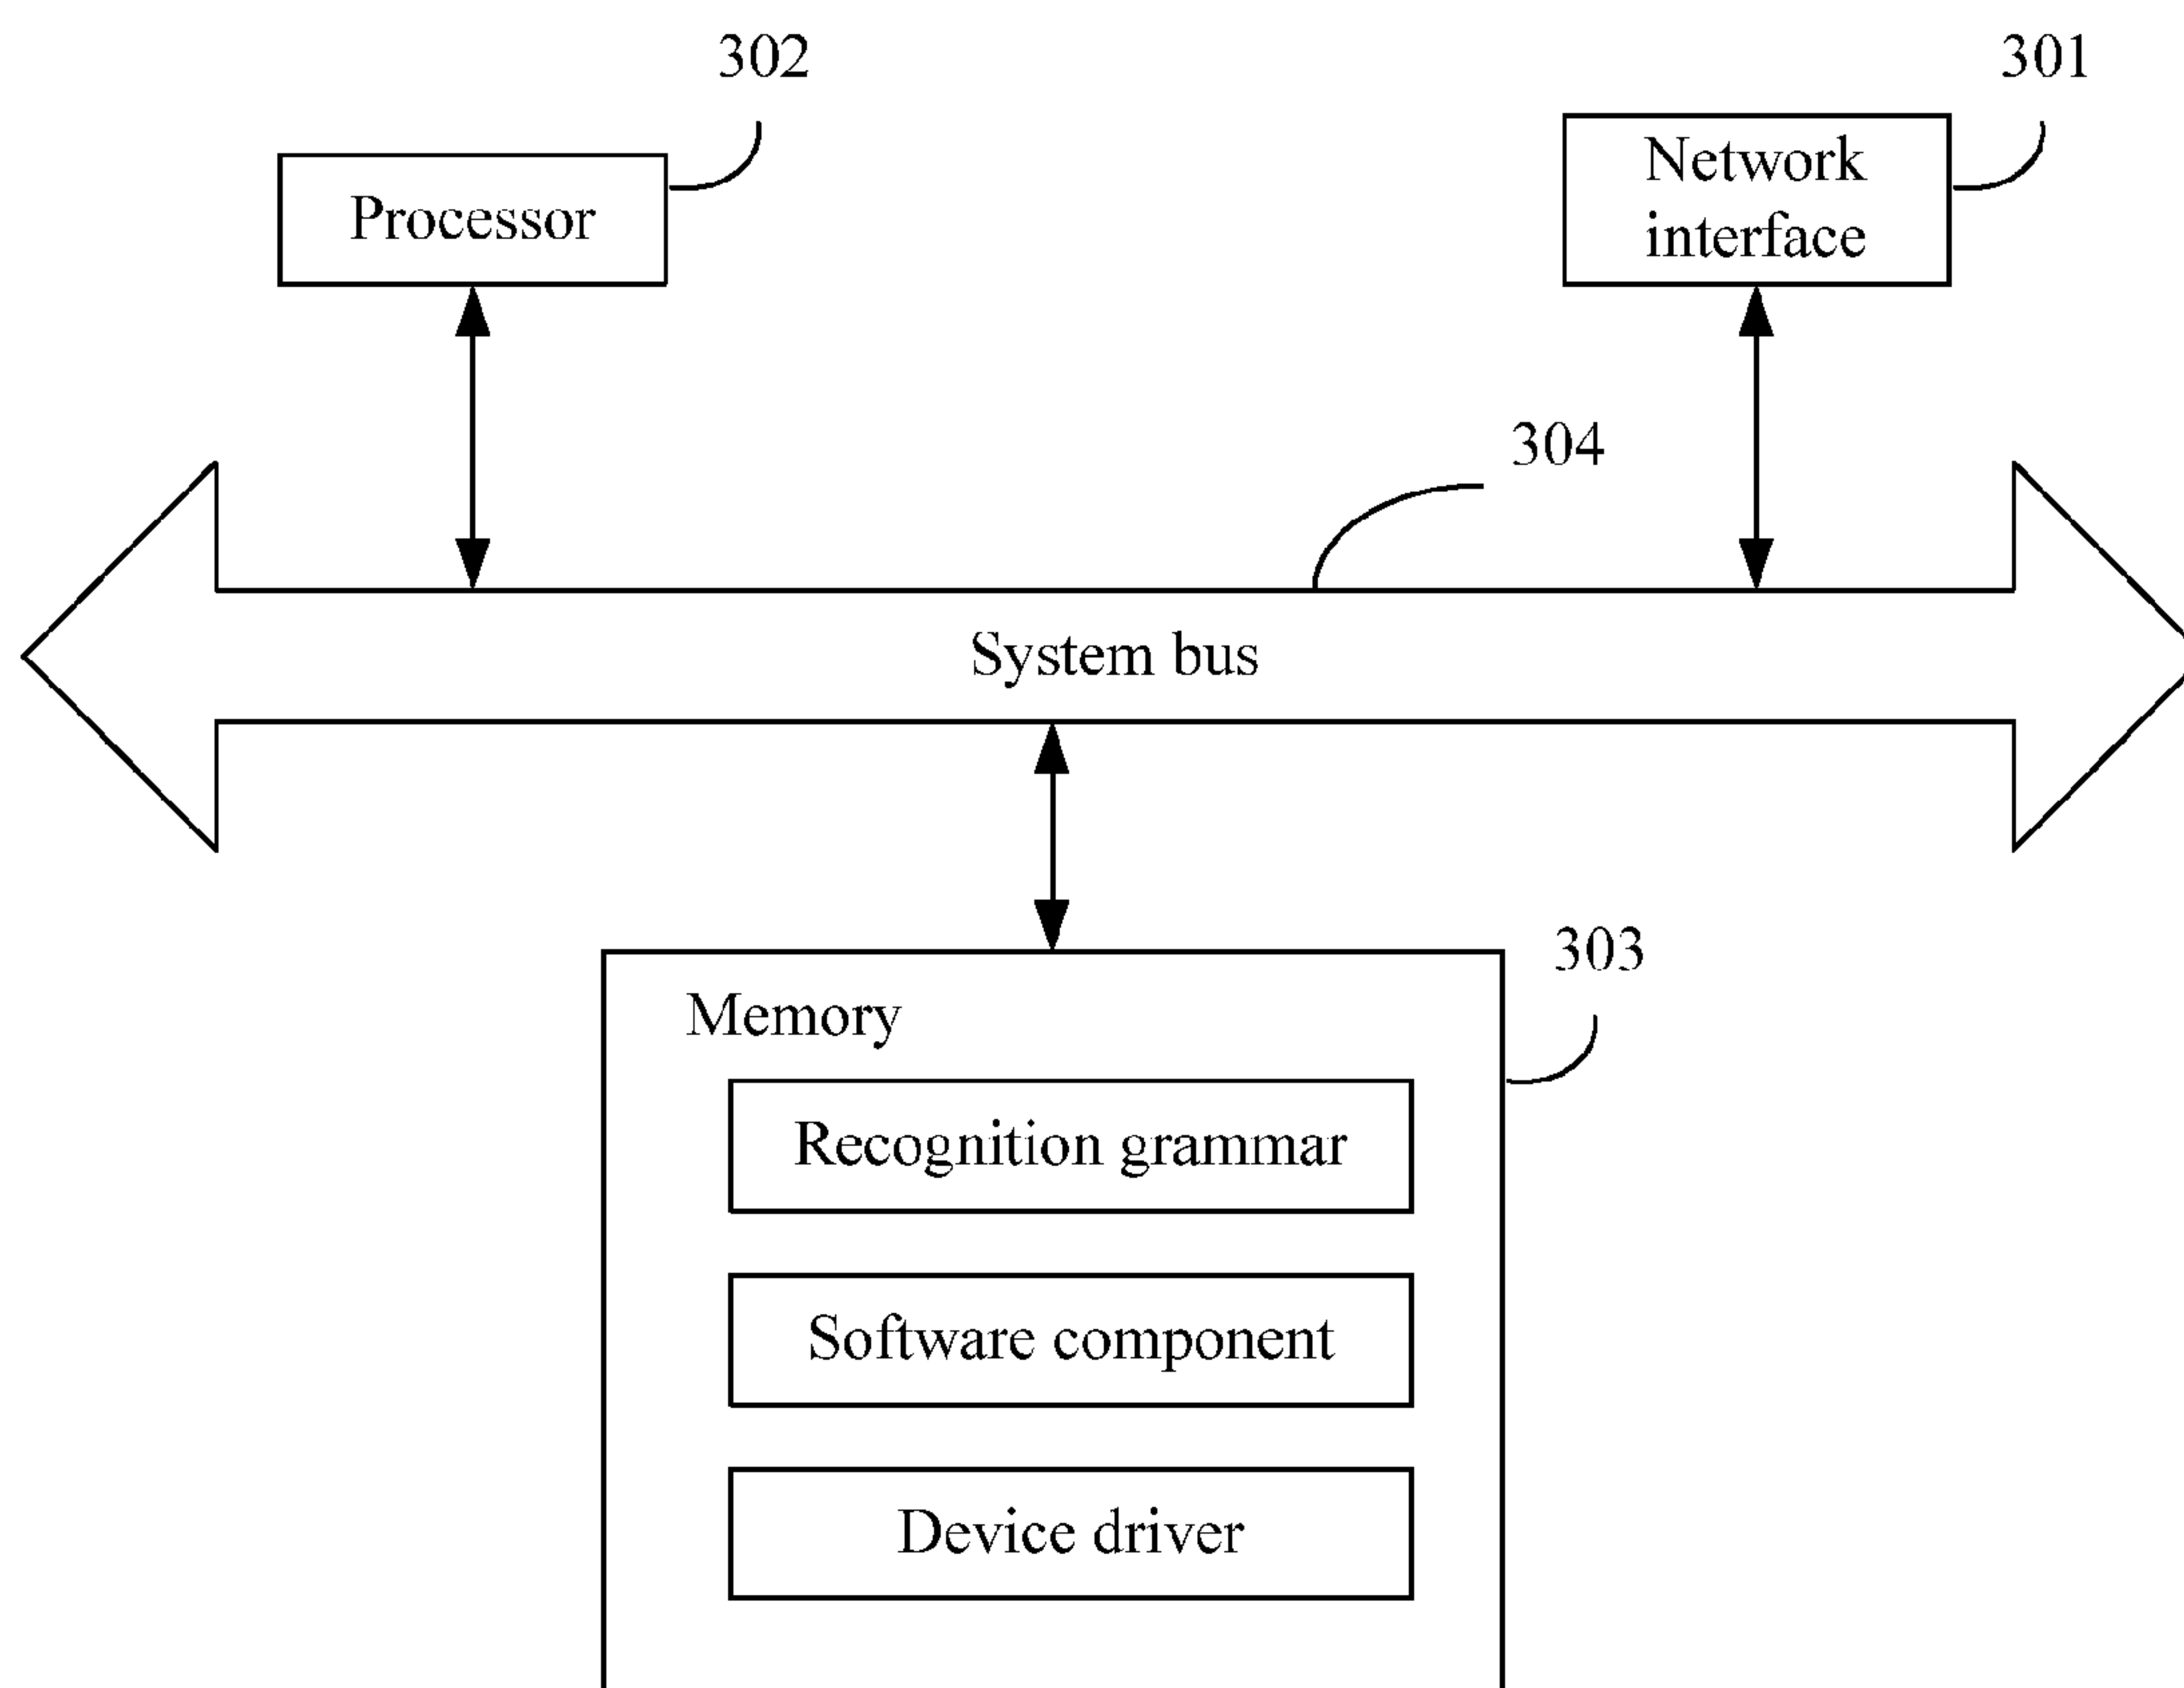 302
301
Processor
Network
interface
304
System bus
303
Memory
Recognition grammar
Software component
Device driver